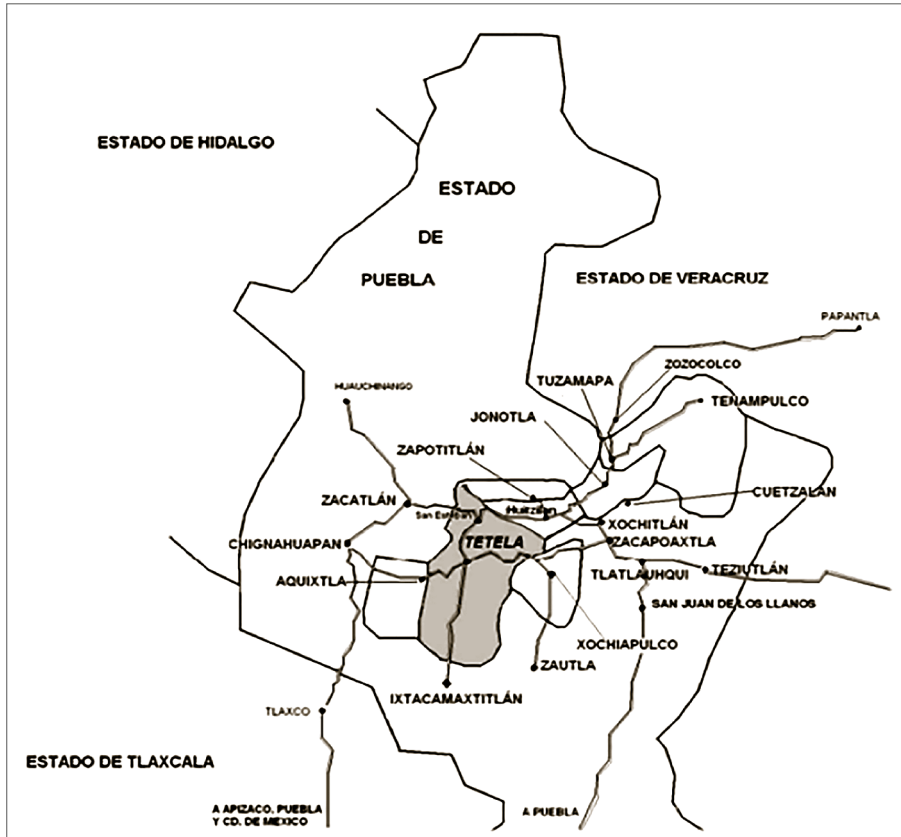 ESTADO DE HIDALGO
ESTADO
DE
PUEBLA
ESTADO DE VERACRUZ
PAPANTLA
ZOZOCOLCO
TUZAMAPA
HUAUCHINANGO
TENAMPULCO
JONOTLA
ZAPOTITLÁN
CUETZALAN
ZACATLÁN
San Esteban
Huitzilan
XOCHITLÁN
CHIGNAHUAPAN
TETELA
ZACAPOAXTLA
AQUIXTLA
TLATLAUHQUI
TEZIUTLÁN
SAN JUAN DE LOS LLANOS
XOCHIAPULCO
ZAUTLA
IXTACAMAXTITLÁN
TLAXCO
ESTADO DE TLAXCALA
A APIZACO, PUEBLA
Y CD. DE MEXICO
A PUEBLA